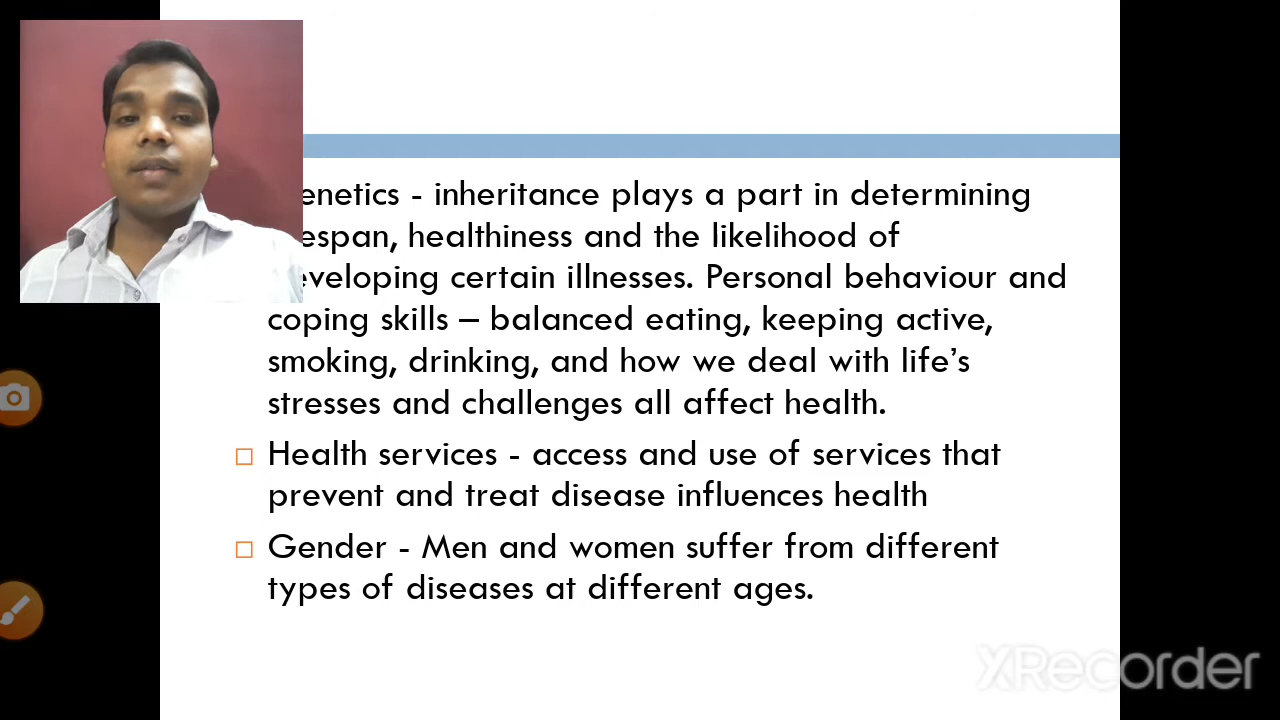 enetics - inheritance plays a part in determining
espan, healthiness and the likelihood of
eveloping certain illnesses. Personal behaviour and
coping skills – balanced eating, keeping active,
smoking, drinking, and how we deal with life’s
stresses and challenges all affect health.
Health services - access and use of services that
prevent and treat disease influences health
Gender - Men and women suffer from different
types of diseases at different ages.
XRecorder